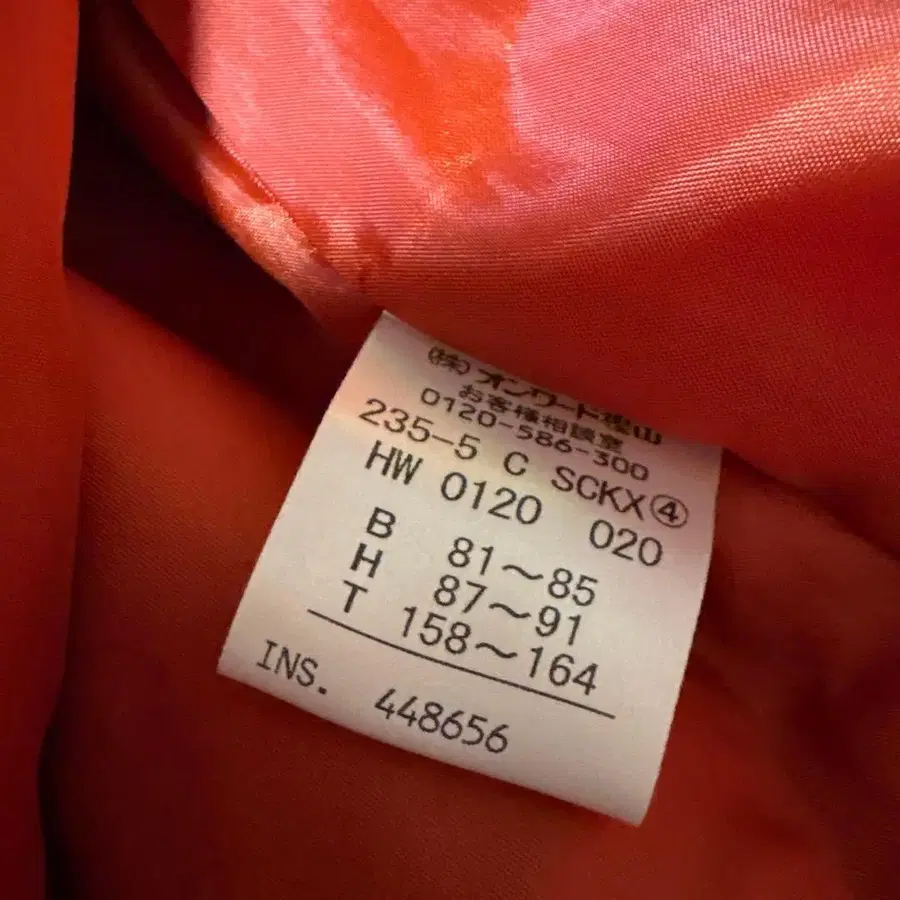 (株) オンワード樫山
お客様相談室
0120-586-300
235-5 C SCKX④
HW 0120 020
B 81~85
H 87~91
T 158~164
INS. 448656